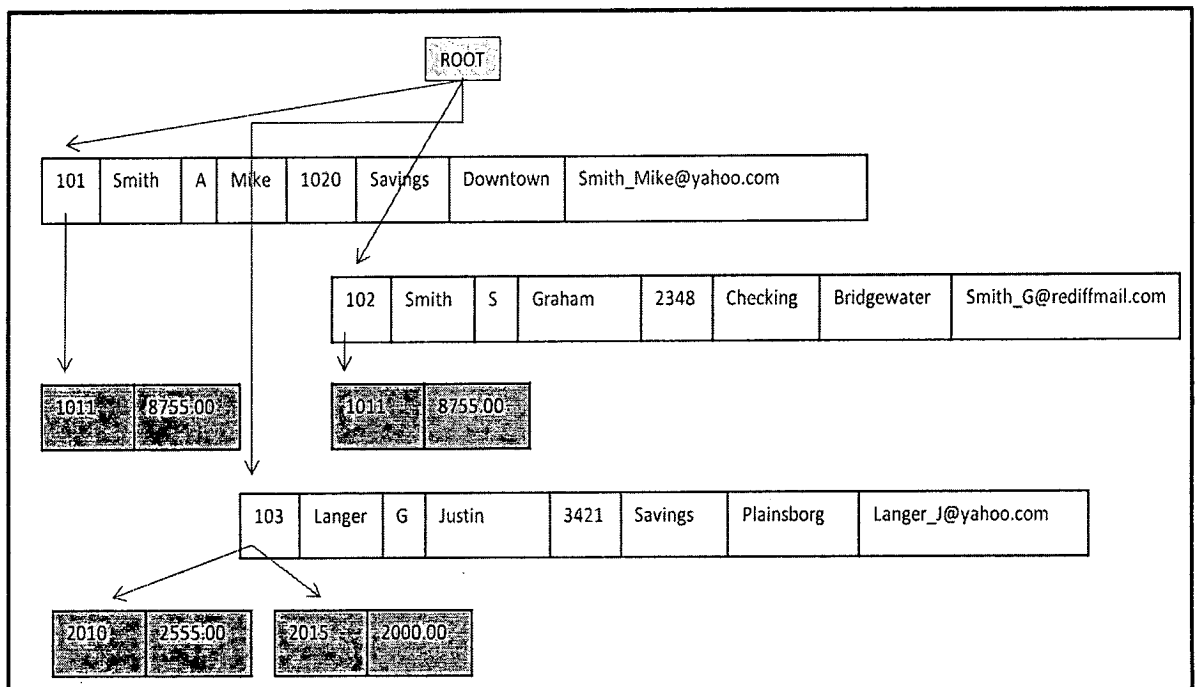 ROOT
101 Smith A Mike 1020 Savings Downtown Smith_Mike@yahoo.com
102 Smith S Graham 2348 Checking Bridgewater Smith_G@rediffmail.com
1011 8755.00 1011 8755.00
103 Langer G Justin 3421 Savings Plainsborg Langer_J@yahoo.com
2010 2555.00 2015 2000.00